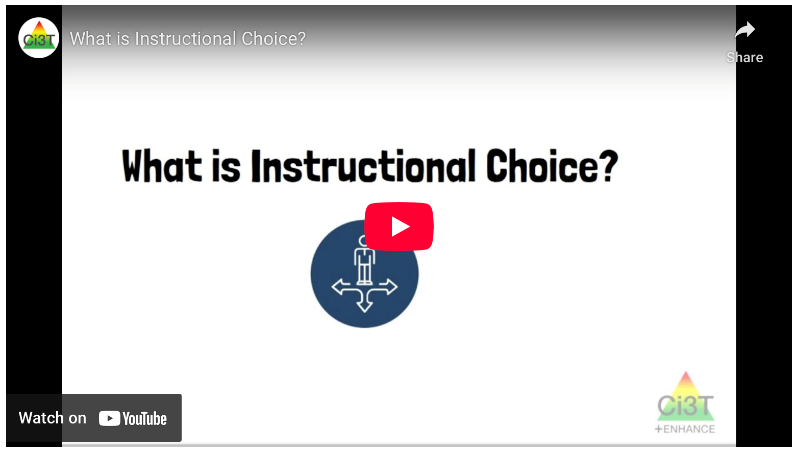 Ci3T
What is Instructional Choice?
Share
What is Instructional Choice?
Watch on YouTube
Ci3T
+ENHANCE